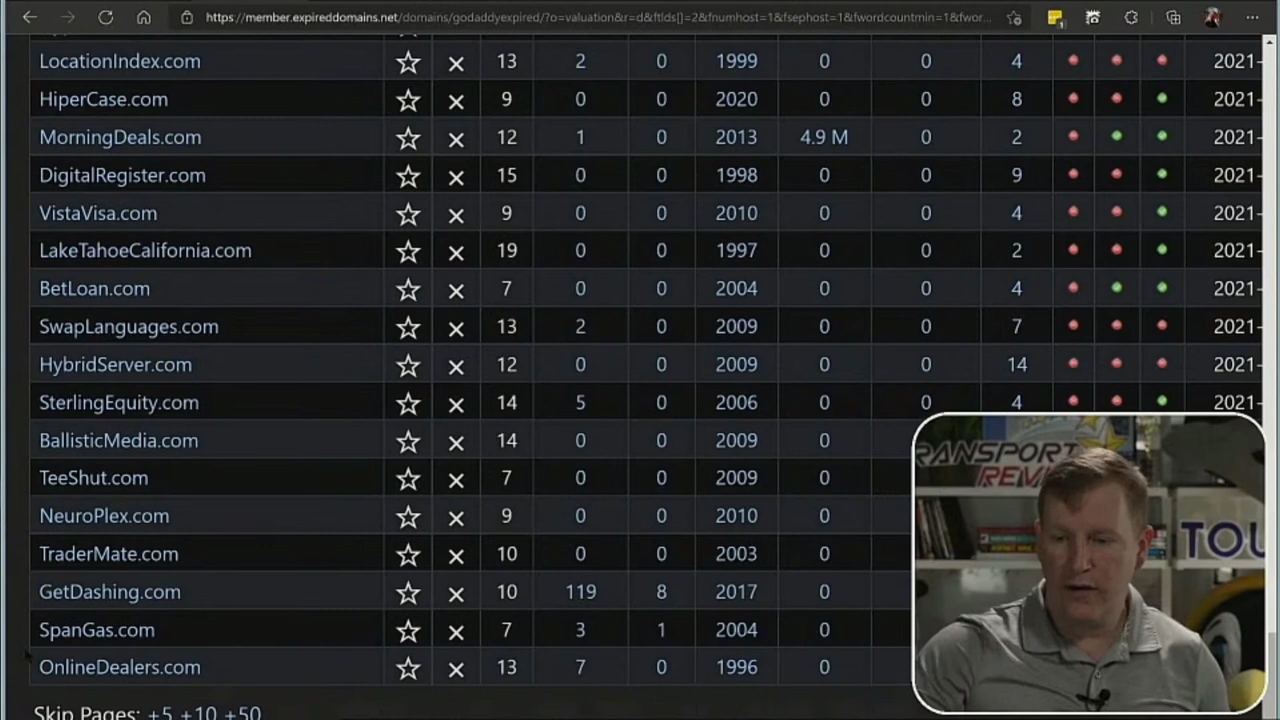 https://member.expireddomains.net/domains/godaddyexpired/?o=valuation&r=d&ftlds[]=2&fnumhost=1&fsephost=1&fwordcountmin=1&fwor...
LocationIndex.com 13 2 0 1999 0 0 4 2021-
HiperCase.com 9 0 0 2020 0 0 8 2021-
MorningDeals.com 12 1 0 2013 4.9 M 0 2 2021-
DigitalRegister.com 15 0 0 1998 0 0 9 2021-
VistaVisa.com 9 0 0 2010 0 0 4 2021-
LakeTahoeCalifornia.com 19 0 0 1997 0 0 2 2021-
BetLoan.com 7 0 0 2004 0 0 4 2021-
SwapLanguages.com 13 2 0 2009 0 0 7 2021-
HybridServer.com 12 0 0 2009 0 0 14 2021-
SterlingEquity.com 14 5 0 2006 0 0 4 2021-
BallisticMedia.com 14 0 0 2009 0
TeeShut.com 7 0 0 2009 0
NeuroPlex.com 9 0 0 2010 0
TraderMate.com 10 0 0 2003 0
GetDashing.com 10 119 8 2017 0
SpanGas.com 7 3 1 2004 0
OnlineDealers.com 13 7 0 1996 0
Skip Pages: +5 +10 +50
RANSPORT
REVI
TOU